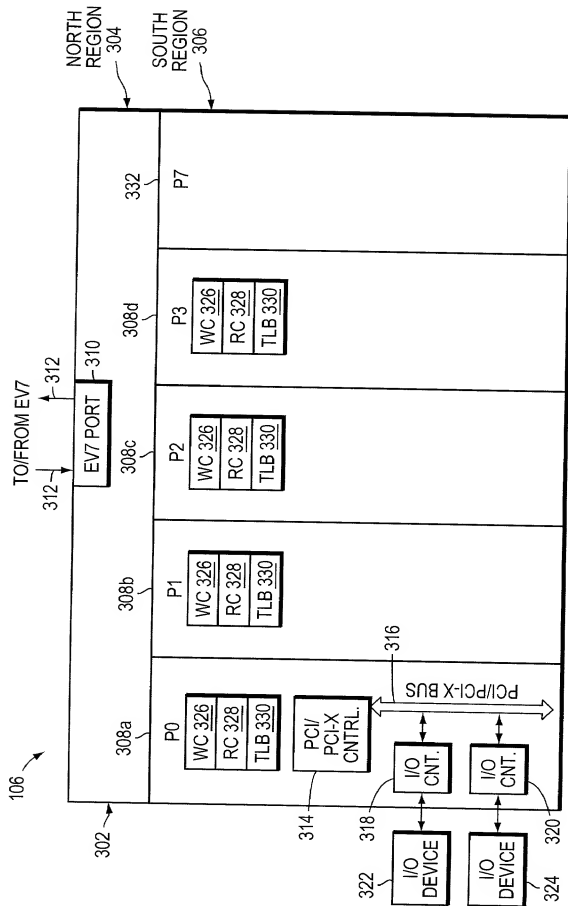 106
TO/FROM EV7
312
312
EV7 PORT
310
302
NORTH
REGION
304
SOUTH
REGION
306
308a
308b
308c
308d
332
P0
WC 326
RC 328
TLB 330
P1
WC 326
RC 328
TLB 330
P2
WC 326
RC 328
TLB 330
P3
WC 326
RC 328
TLB 330
P7
PCI/
PCI-X
CNTRL.
314
316
PCI/PCI-X BUS
I/O
CNT.
318
I/O
CNT.
320
322
I/O
DEVICE
I/O
DEVICE
324